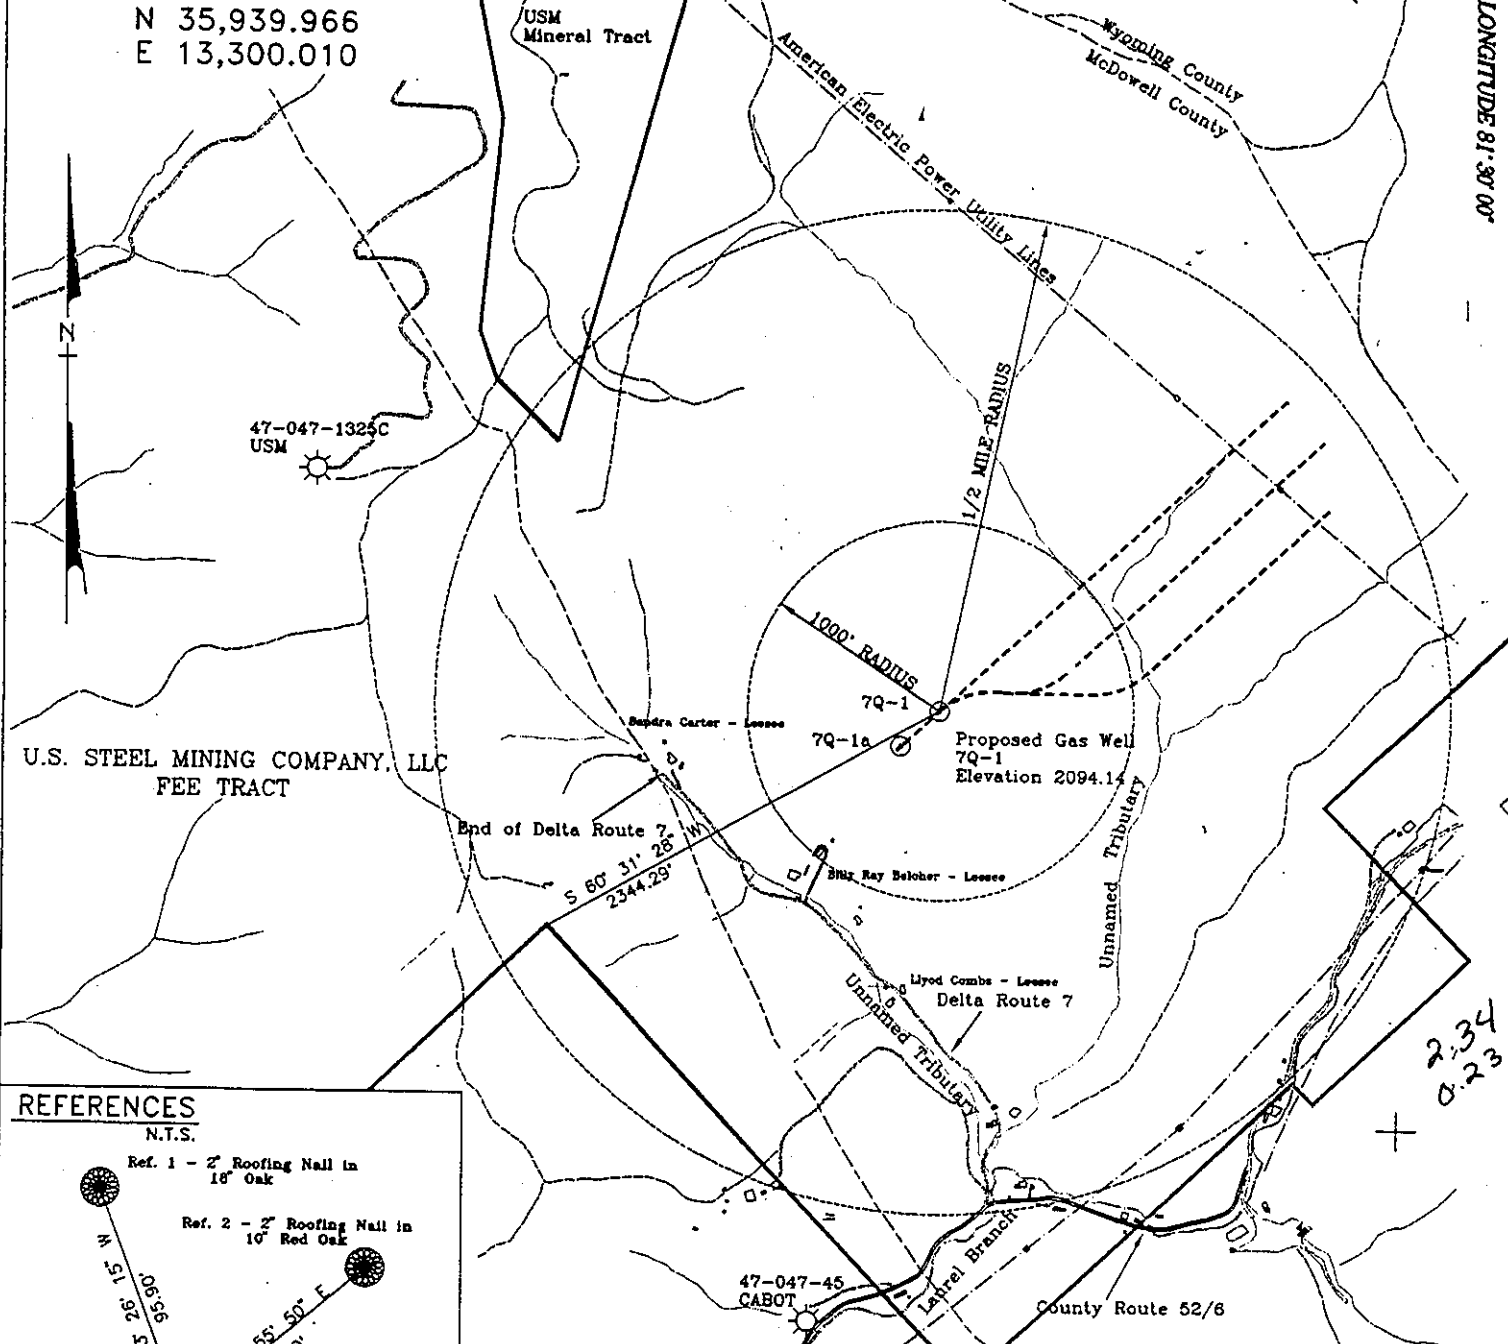 N 35,939.966
E 13,300.010
USM
Mineral Tract
American Electric Power Utility Lines
Wyoming County
McDowell County
LONGITUDE 81°30'00"
N
47-047-1325C
USM
1/2 MILE RADIUS
1000' RADIUS
7Q-1
7Q-1a
Proposed Gas Well
7Q-1
Elevation 2094.14
Sandra Carter - Lessee
U.S. STEEL MINING COMPANY, LLC
FEE TRACT
End of Delta Route 7
S 60° 31' 28" W
2344.29'
Billy Ray Belcher - Lessee
Unnamed Tributary
Llyod Combs - Lessee
Delta Route 7
Unnamed Tributary
2.34
0.23
REFERENCES
N.T.S.
Ref. 1 - 2" Roofing Nail in
18" Oak
Ref. 2 - 2" Roofing Nail in
10" Red Oak
26' 15" W
95.90'
55' 50" E
47-047-45
CABOT
Laurel Branch
County Route 52/6